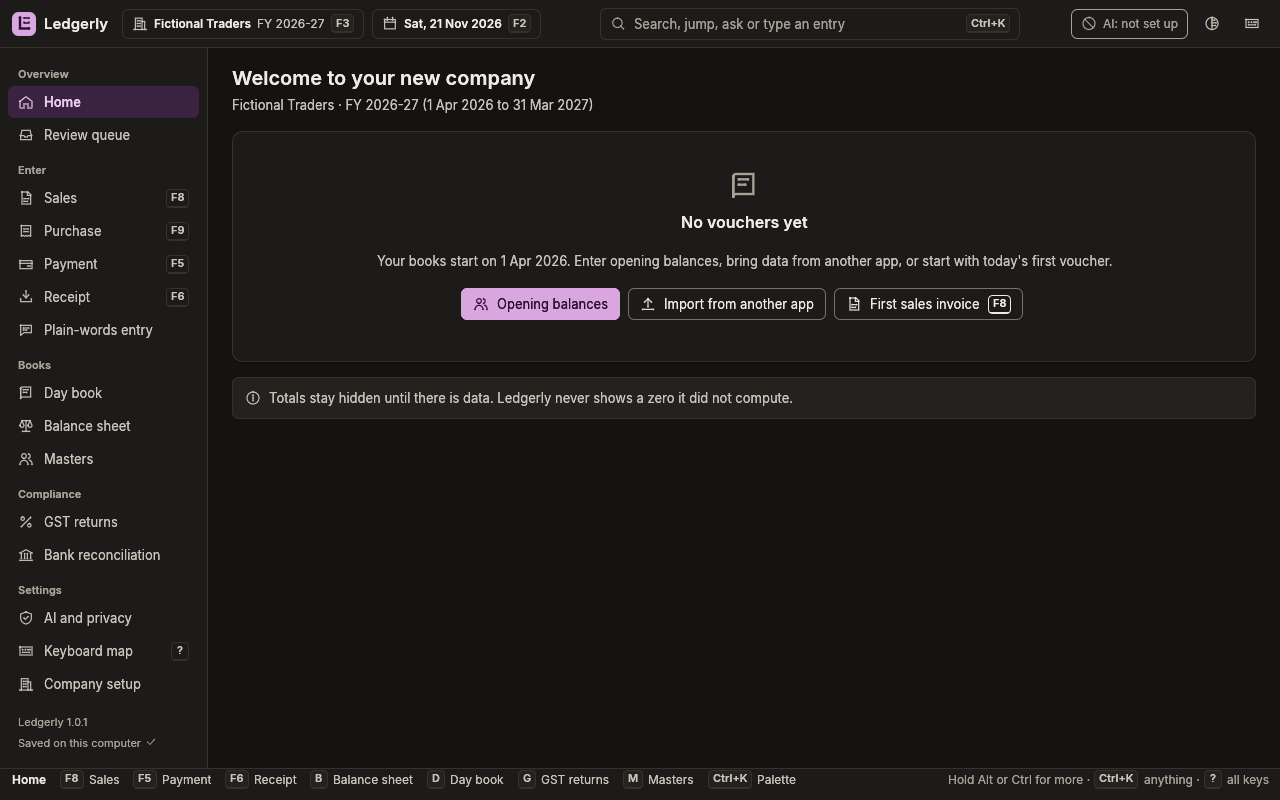 Ledgerly
Fictional Traders FY 2026-27 F3
Sat, 21 Nov 2026 F2
Search, jump, ask or type an entry Ctrl+K
AI: not set up
Overview
Home
Review queue
Enter
Sales F8
Purchase F9
Payment F5
Receipt F6
Plain-words entry
Books
Day book
Balance sheet
Masters
Compliance
GST returns
Bank reconciliation
Settings
AI and privacy
Keyboard map ?
Company setup
Ledgerly 1.0.1
Saved on this computer
Welcome to your new company
Fictional Traders · FY 2026-27 (1 Apr 2026 to 31 Mar 2027)
No vouchers yet
Your books start on 1 Apr 2026. Enter opening balances, bring data from another app, or start with today's first voucher.
Opening balances
Import from another app
First sales invoice F8
Totals stay hidden until there is data. Ledgerly never shows a zero it did not compute.
Home F8 Sales F5 Payment F6 Receipt B Balance sheet D Day book G GST returns M Masters Ctrl+K Palette
Hold Alt or Ctrl for more · Ctrl+K anything · ? all keys